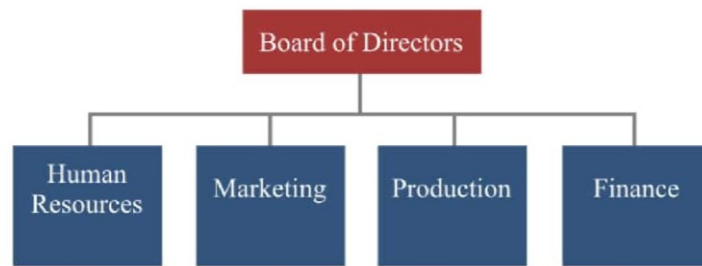 Board of Directors
Human
Resources
Marketing
Production
Finance